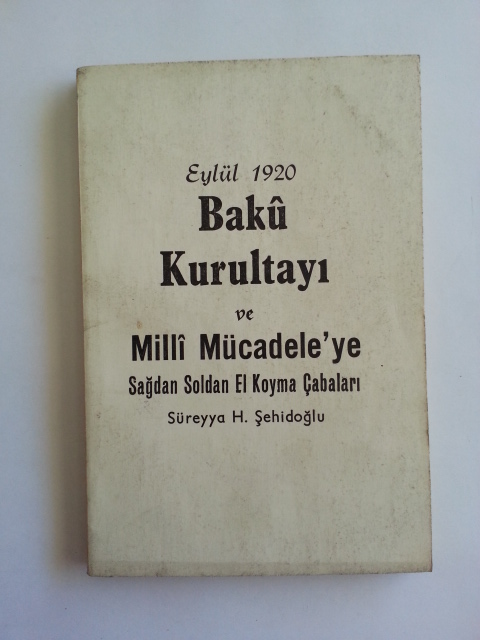 Eylül 1920
Bakû
Kurultayı
ve
Millî Mücadele'ye
Sağdan Soldan El Koyma Çabaları
Süreyya H. Şehidoğlu